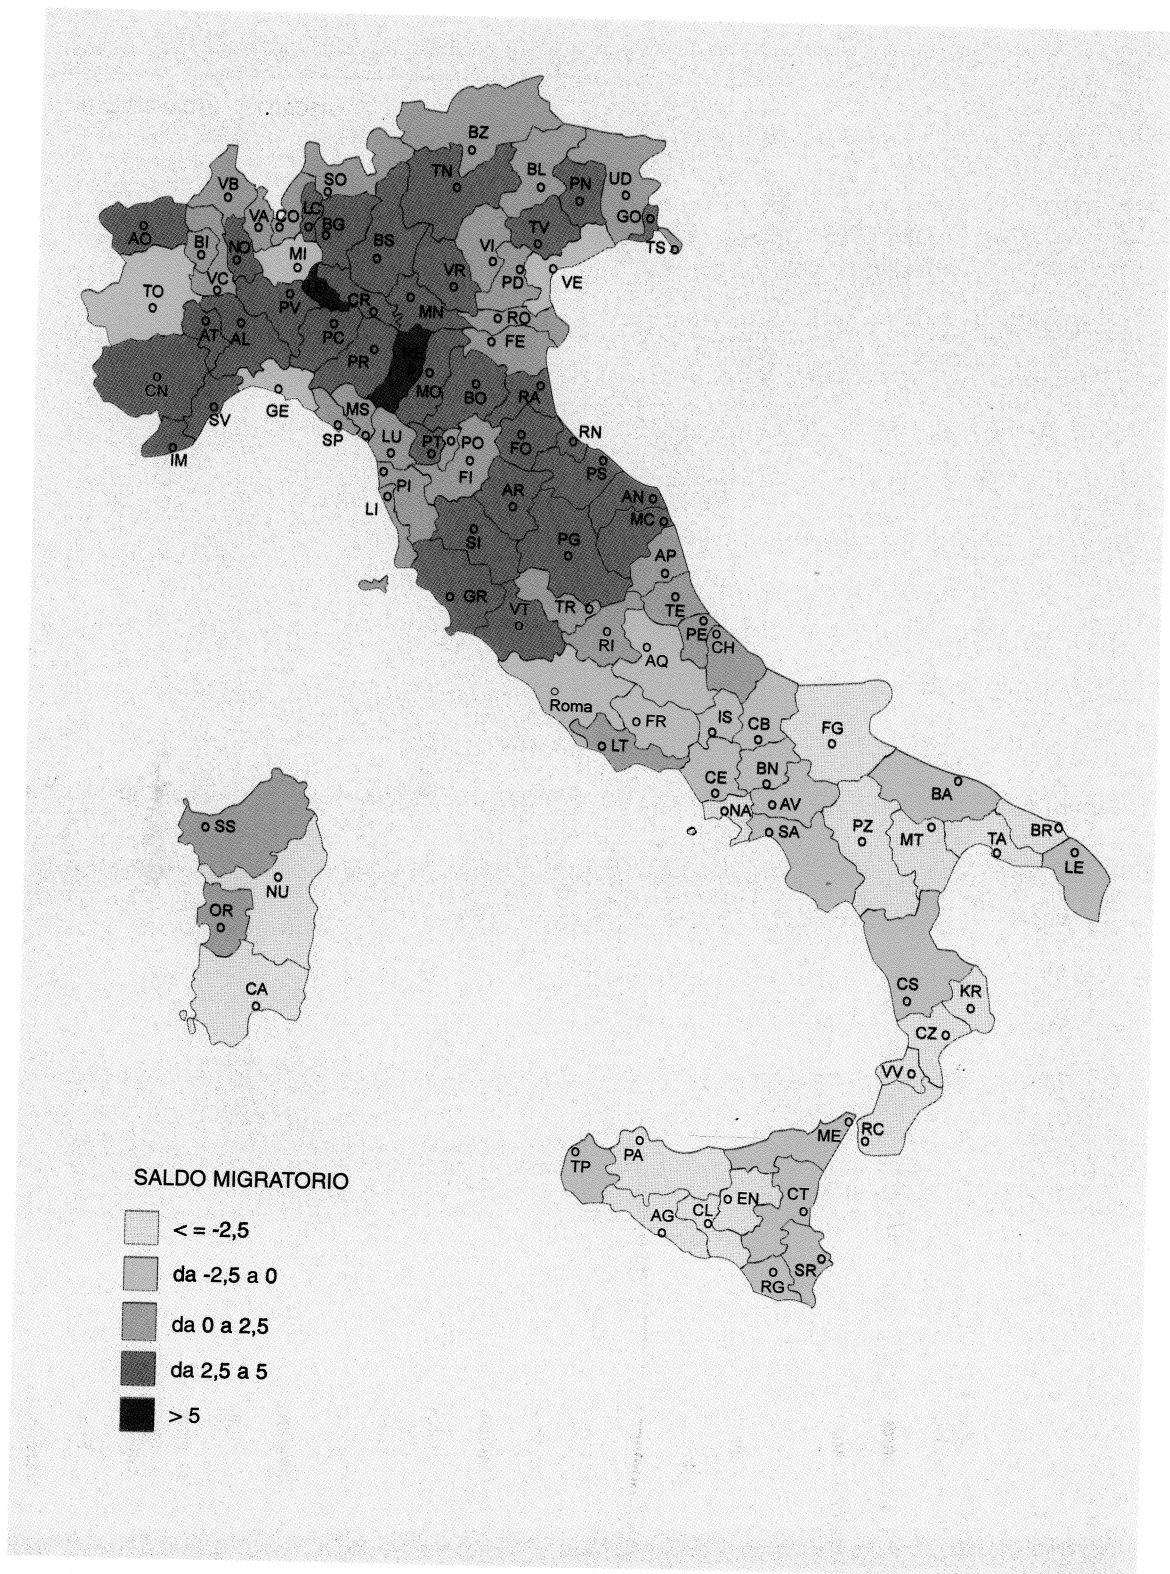 BZ
TN
BL
PN
UD
GO
TS
VB
SO
VA
CO
LC
BG
BS
TV
AO
BI
NO
MI
VI
VR
PD
VE
TO
VC
PV
CR
MN
RO
AT
AL
PC
FE
PR
RE
MO
BO
RA
CN
SV
GE
MS
SP
LU
PT
PO
FO
RN
IM
FI
PS
PI
AR
AN
LI
MC
SI
PG
AP
GR
VT
TR
TE
RI
PE
CH
AQ
Roma
FR
IS
CB
FG
LT
CE
BN
BA
NA
AV
SS
SA
PZ
MT
TA
BR
LE
NU
OR
CA
CS
KR
CZ
VV
ME
RC
PA
TP
EN
CT
AG
CL
RG
SR
SALDO MIGRATORIO
< = -2,5
da -2,5 a 0
da 0 a 2,5
da 2,5 a 5
> 5